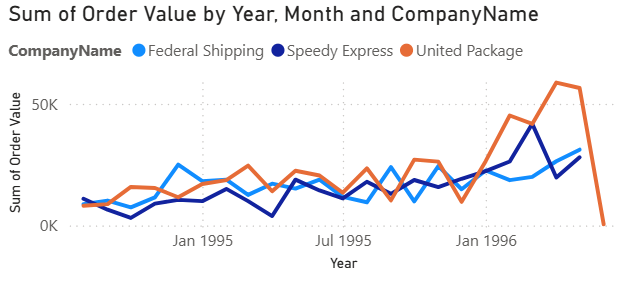 Sum of Order Value by Year, Month and CompanyName
CompanyName Federal Shipping Speedy Express United Package
Sum of Order Value
50K
0K
Jan 1995 Jul 1995 Jan 1996
Year